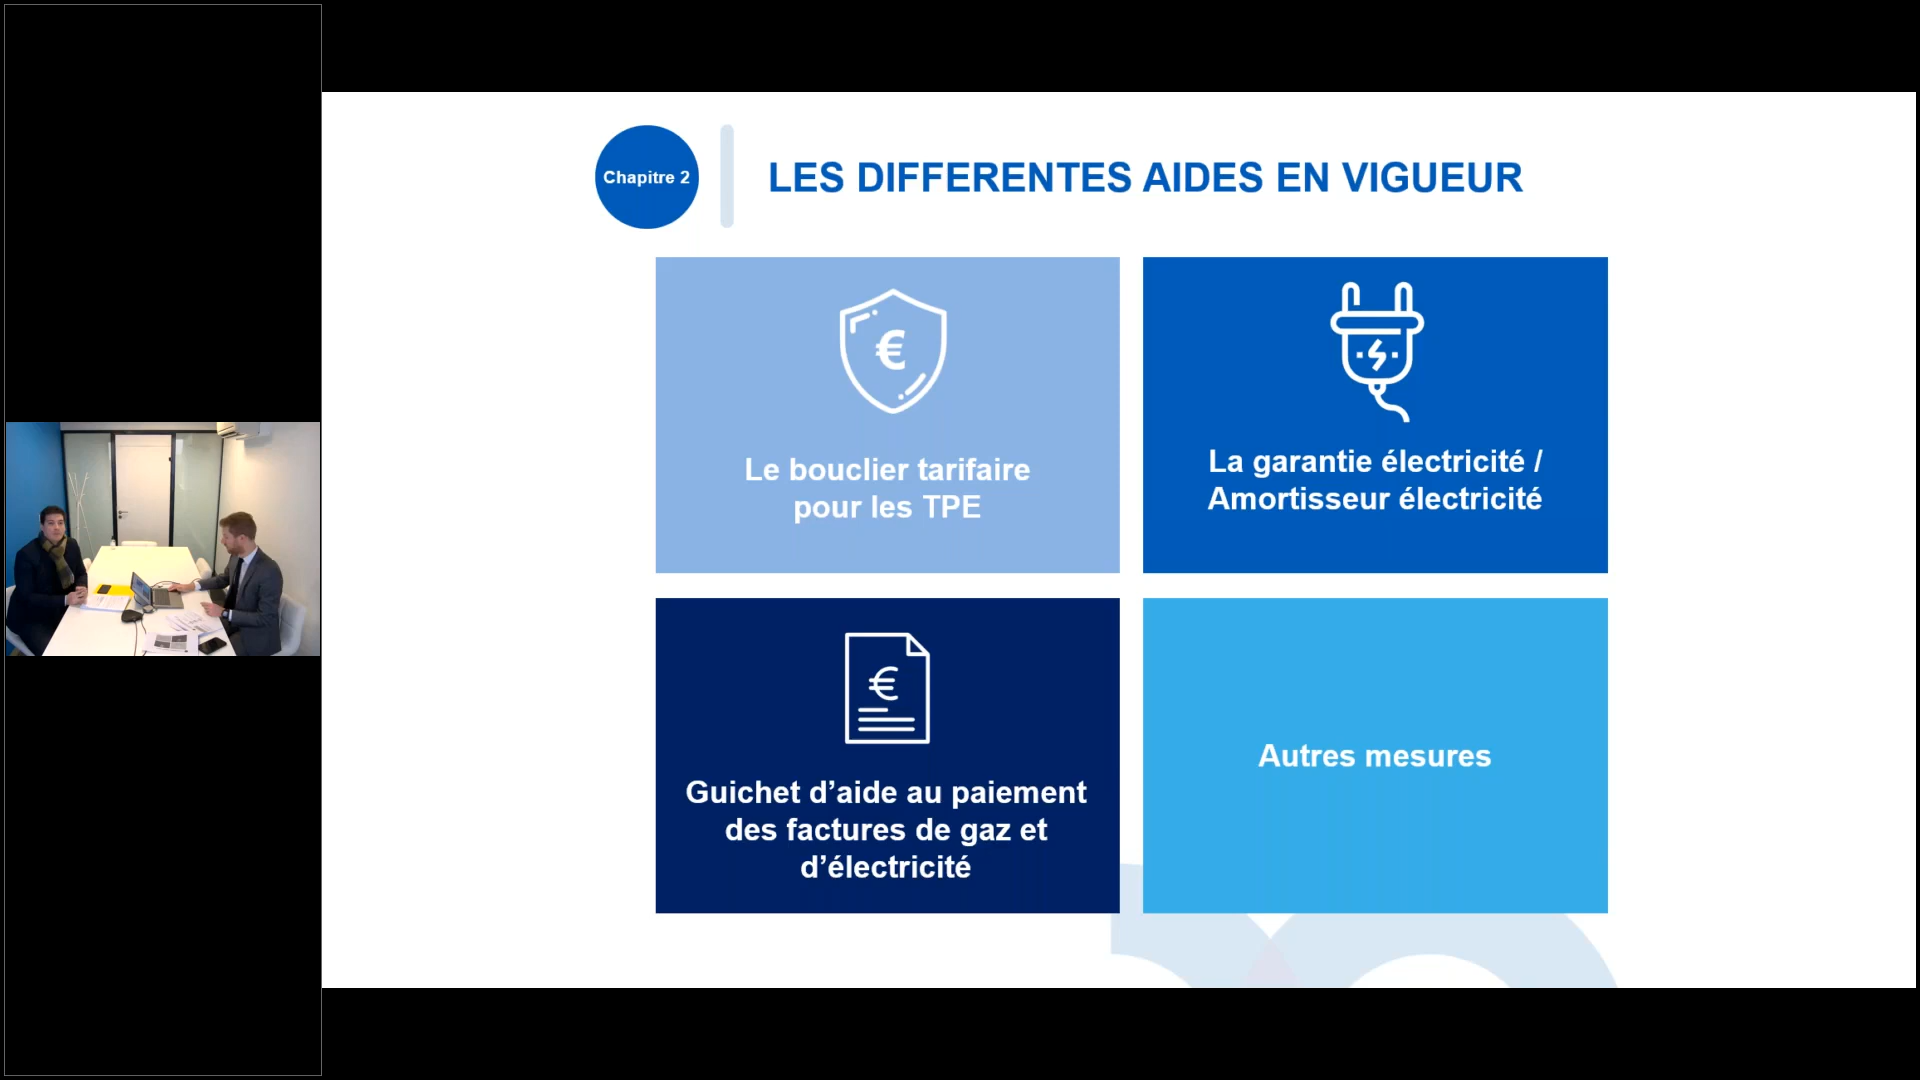 Chapitre 2
LES DIFFERENTES AIDES EN VIGUEUR
€
Le bouclier tarifaire
pour les TPE
La garantie électricité /
Amortisseur électricité
€
Guichet d’aide au paiement
des factures de gaz et
d’électricité
Autres mesures